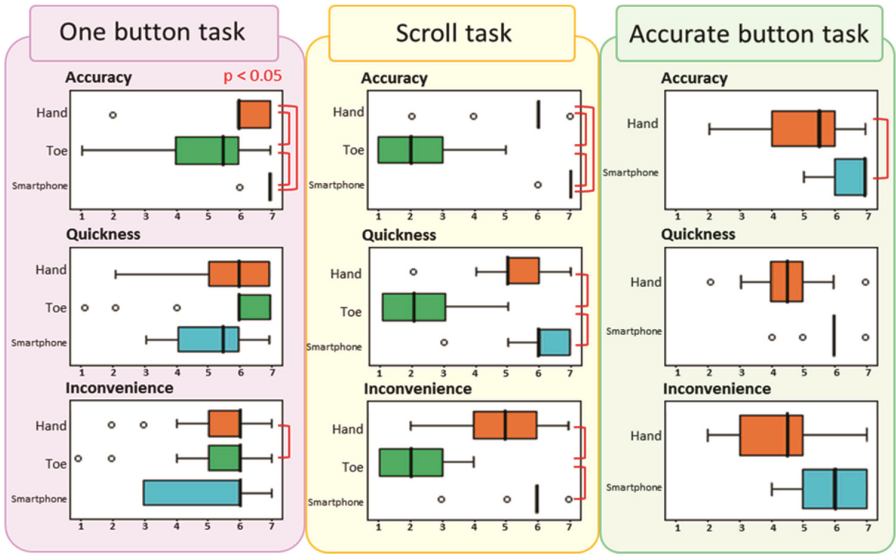 One button task
Accuracy p < 0.05
Hand
Toe
Smartphone
1 2 3 4 5 6 7
Quickness
Hand
Toe
Smartphone
1 2 3 4 5 6 7
Inconvenience
Hand
Toe
Smartphone
1 2 3 4 5 6 7
Scroll task
Accuracy
Hand
Toe
Smartphone
1 2 3 4 5 6 7
Quickness
Hand
Toe
Smartphone
1 2 3 4 5 6 7
Inconvenience
Hand
Toe
Smartphone
1 2 3 4 5 6 7
Accurate button task
Accuracy
Hand
Smartphone
1 2 3 4 5 6 7
Quickness
Hand
Smartphone
1 2 3 4 5 6 7
Inconvenience
Hand
Smartphone
1 2 3 4 5 6 7